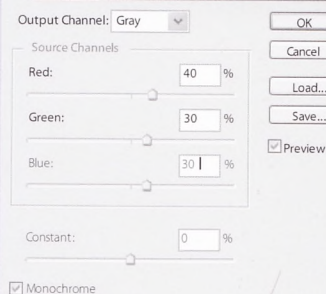 Output Channel: Gray
OK
Source Channels
Cancel
Red: 40 %
Load...
Green: 30 %
Save...
Preview
Blue: 30 %
Constant: 0 %
Monochrome